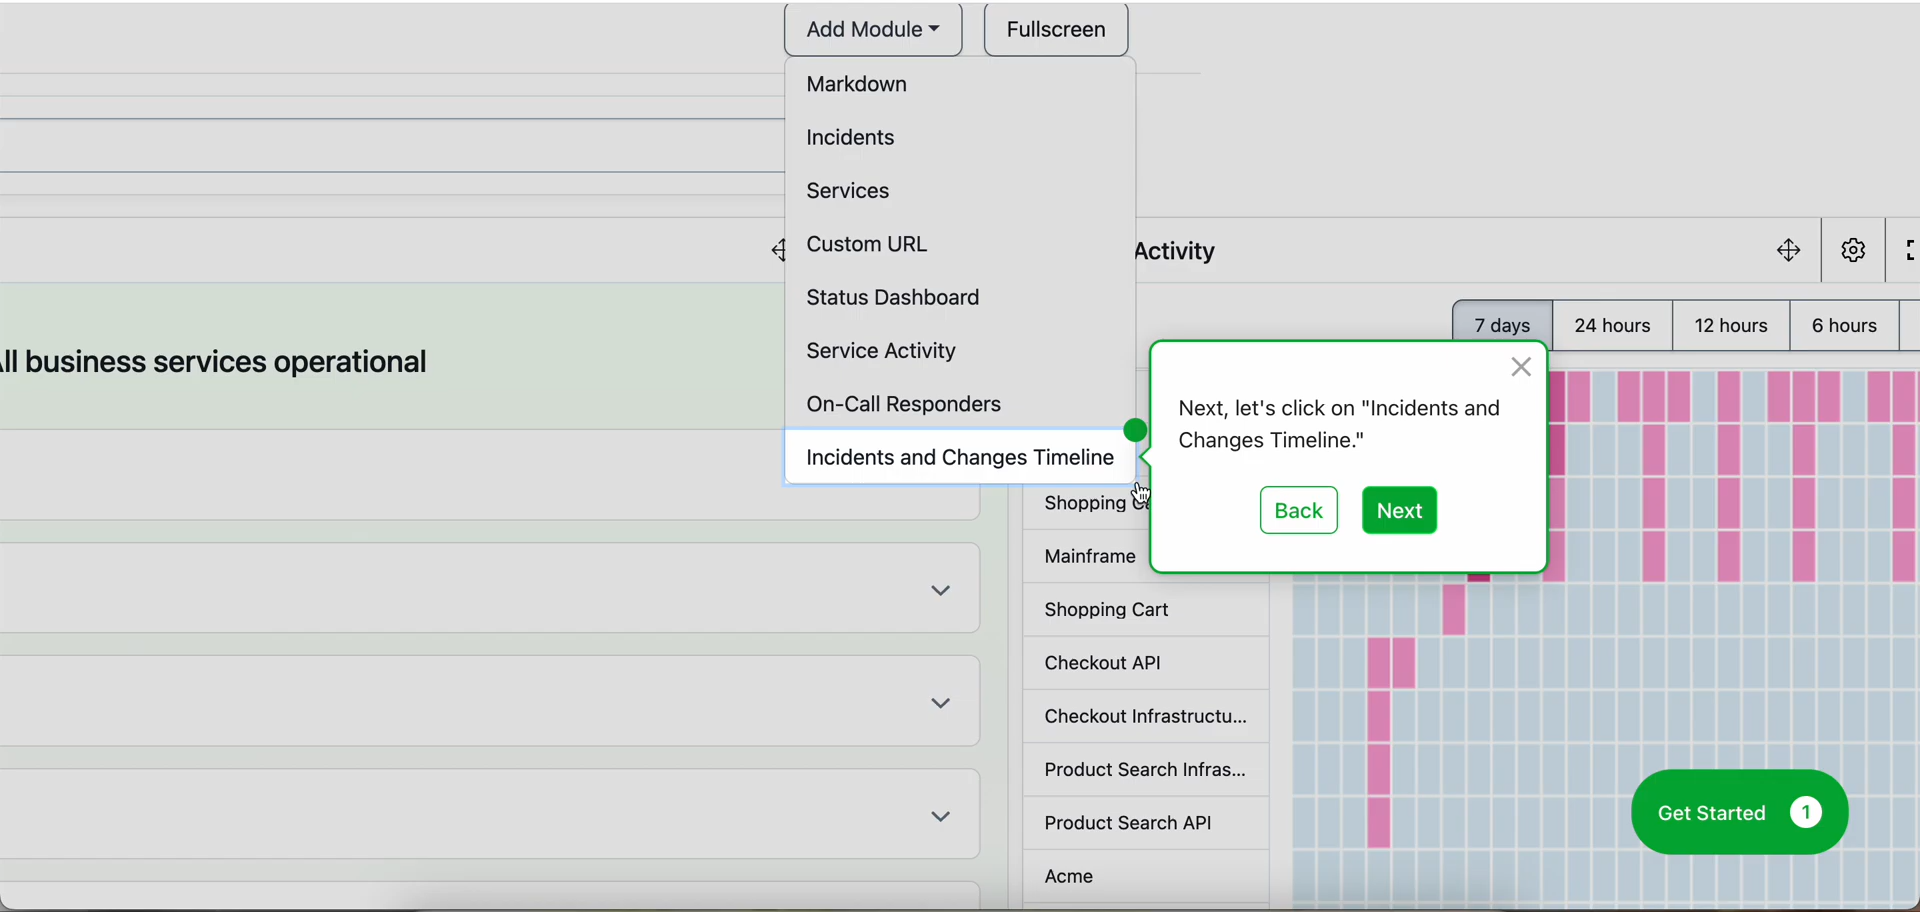 Add Module
Fullscreen
Markdown
Incidents
Services
Custom URL
Status Dashboard
Service Activity
On-Call Responders
Incidents and Changes Timeline
Activity
7 days
24 hours
12 hours
6 hours
ll business services operational
Next, let's click on "Incidents and
Changes Timeline."
Back
Next
Shopping
Mainframe
Shopping Cart
Checkout API
Checkout Infrastructu...
Product Search Infras...
Product Search API
Acme
Get Started 1